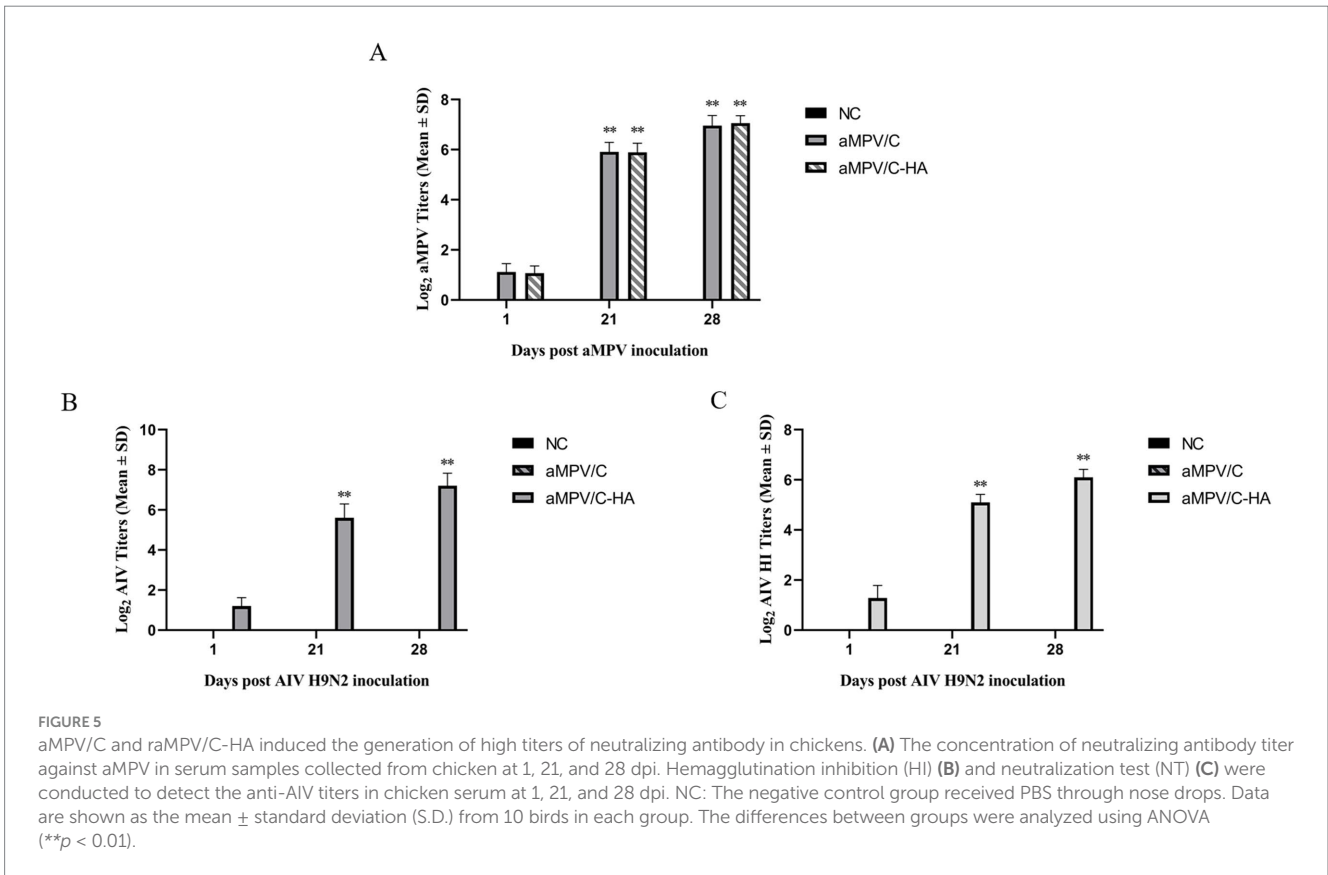 A
Log₂ aMPV Titers (Mean ± SD)
8
6
4
2
0
** ** ** **
1 21 28
Days post aMPV inoculation
NC
aMPV/C
aMPV/C-HA
B
Log₂ AIV Titers (Mean ± SD)
10
8
6
4
2
0
** **
1 21 28
Days post AIV H9N2 inoculation
NC
aMPV/C
aMPV/C-HA
C
Log₂ AIV HI Titers (Mean ± SD)
8
6
4
2
0
** **
1 21 28
Days post AIV H9N2 inoculation
NC
aMPV/C
aMPV/C-HA
FIGURE 5
aMPV/C and raMPV/C-HA induced the generation of high titers of neutralizing antibody in chickens. (A) The concentration of neutralizing antibody titer
against aMPV in serum samples collected from chicken at 1, 21, and 28 dpi. Hemagglutination inhibition (HI) (B) and neutralization test (NT) (C) were
conducted to detect the anti-AIV titers in chicken serum at 1, 21, and 28 dpi. NC: The negative control group received PBS through nose drops. Data
are shown as the mean ± standard deviation (S.D.) from 10 birds in each group. The differences between groups were analyzed using ANOVA
(**p < 0.01).